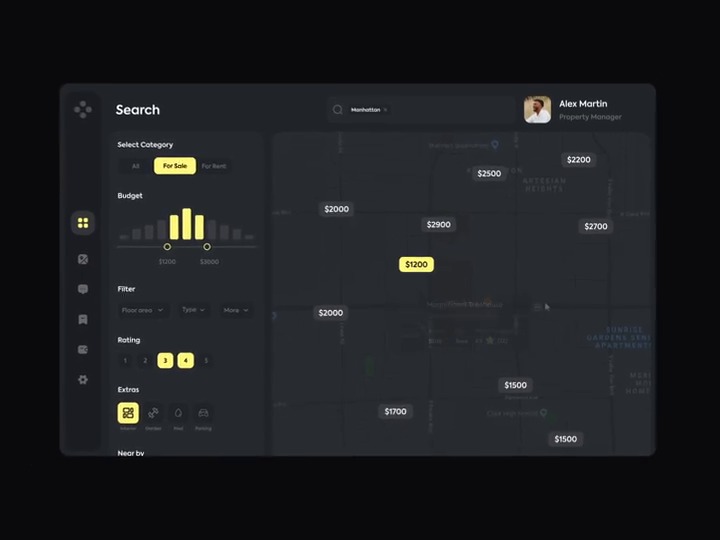 Search
Manhattan
Alex Martin
Property Manager
Select Category
All
For Sale
For Rent
Budget
$1200
$3000
Filter
Floor area
Type
More
Rating
1
2
3
4
5
Extras
Interior
Garden
Pool
Parking
Near by
$2500
$2200
ARTESIAN
HEIGHTS
$2000
$2900
$2700
$1200
$2000
SUNRISE
GARDENS
APARTMENTS
$1500
$1700
$1500